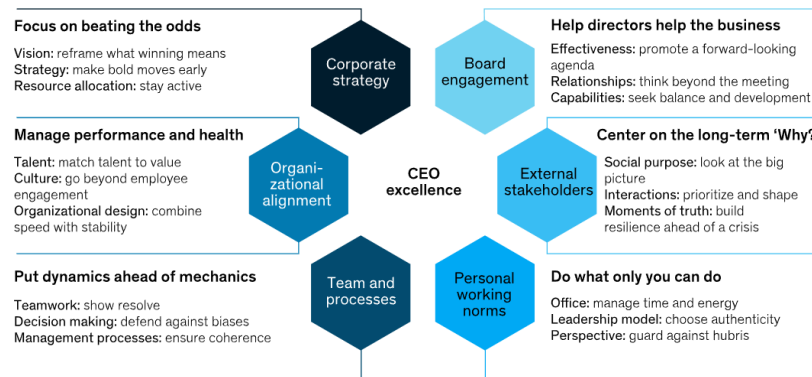 Focus on beating the odds
Vision: reframe what winning means
Strategy: make bold moves early
Resource allocation: stay active
Corporate
strategy
Board
engagement
Help directors help the business
Effectiveness: promote a forward-looking
agenda
Relationships: think beyond the meeting
Capabilities: seek balance and development
Manage performance and health
Talent: match talent to value
Culture: go beyond employee
engagement
Organizational design: combine
speed with stability
Organi-
zational
alignment
CEO
excellence
External
stakeholders
Center on the long-term ‘Why?
Social purpose: look at the big
picture
Interactions: prioritize and shape
Moments of truth: build
resilience ahead of a crisis
Put dynamics ahead of mechanics
Teamwork: show resolve
Decision making: defend against biases
Management processes: ensure coherence
Team and
processes
Personal
working
norms
Do what only you can do
Office: manage time and energy
Leadership model: choose authenticity
Perspective: guard against hubris